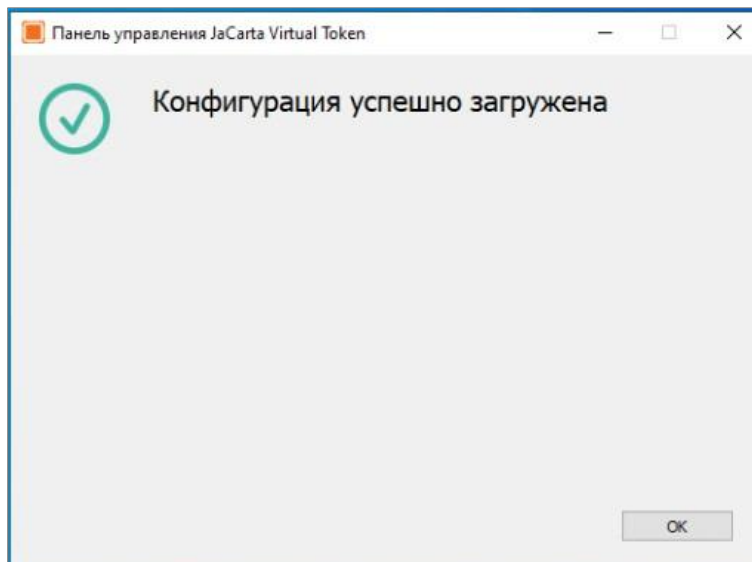 Панель управления JaCarta Virtual Token
Конфигурация успешно загружена
OK